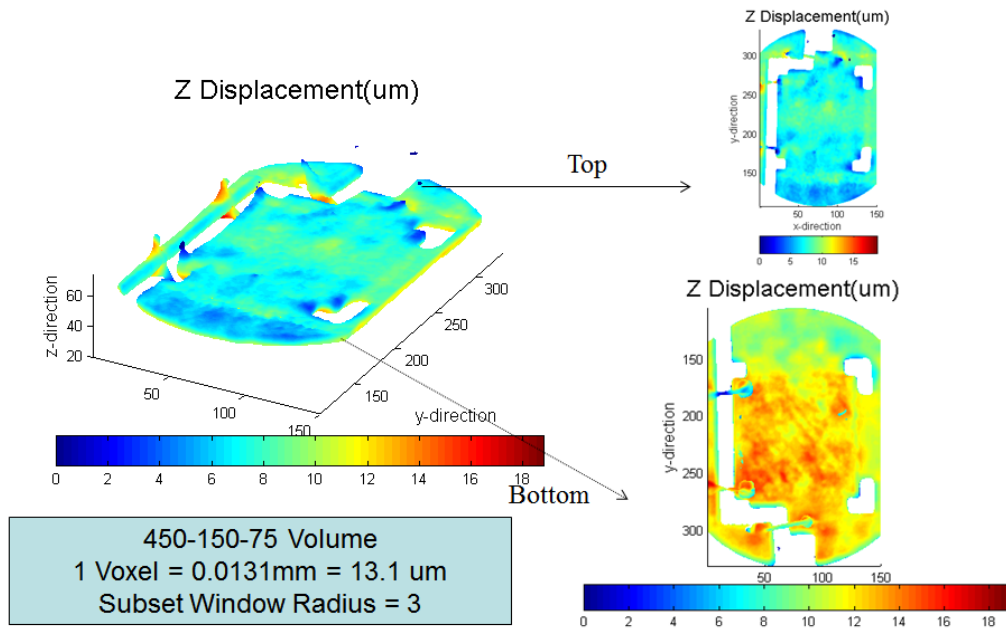 Z Displacement(um)
z-direction
60
40
20
50
100
150
150
200
250
300
y-direction
0 2 4 6 8 10 12 14 16 18
Top
Bottom
Z Displacement(um)
y-direction
300
250
200
150
50 100 150
x-direction
0 5 10 15
Z Displacement(um)
y-direction
150
200
250
300
50 100 150
0 2 4 6 8 10 12 14 16 18
450-150-75 Volume
1 Voxel = 0.0131mm = 13.1 um
Subset Window Radius = 3